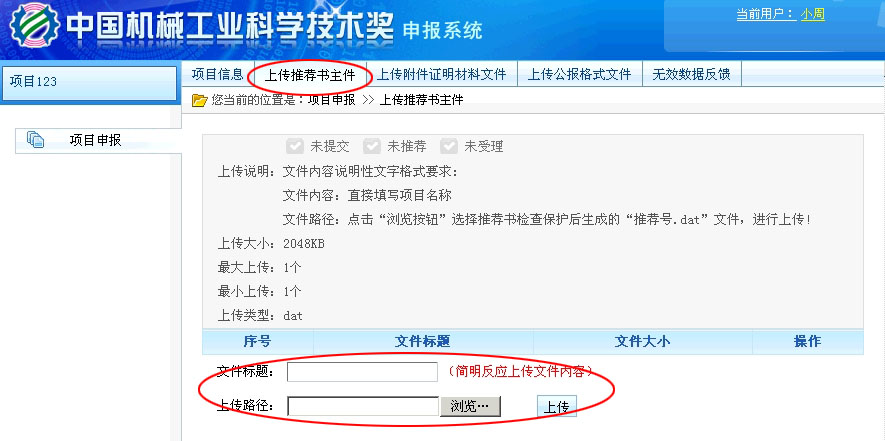 中国机械工业科学技术奖 申报系统
当前用户： 小周
项目123
项目信息 上传推荐书主件 上传附件证明材料文件 上传公报格式文件 无效数据反馈
您当前的位置是：项目申报 >> 上传推荐书主件
项目申报
未提交 未推荐 未受理
上传说明：文件内容说明性文字格式要求：
文件内容：直接填写项目名称
文件路径：点击“浏览按钮”选择推荐书检查保护后生成的“推荐号.dat”文件，进行上传!
上传大小：2048KB
最大上传：1个
最小上传：1个
上传类型：dat
序号 文件标题 文件大小 操作
文件标题： （简明反应上传文件内容）
上传路径： 浏览… 上传